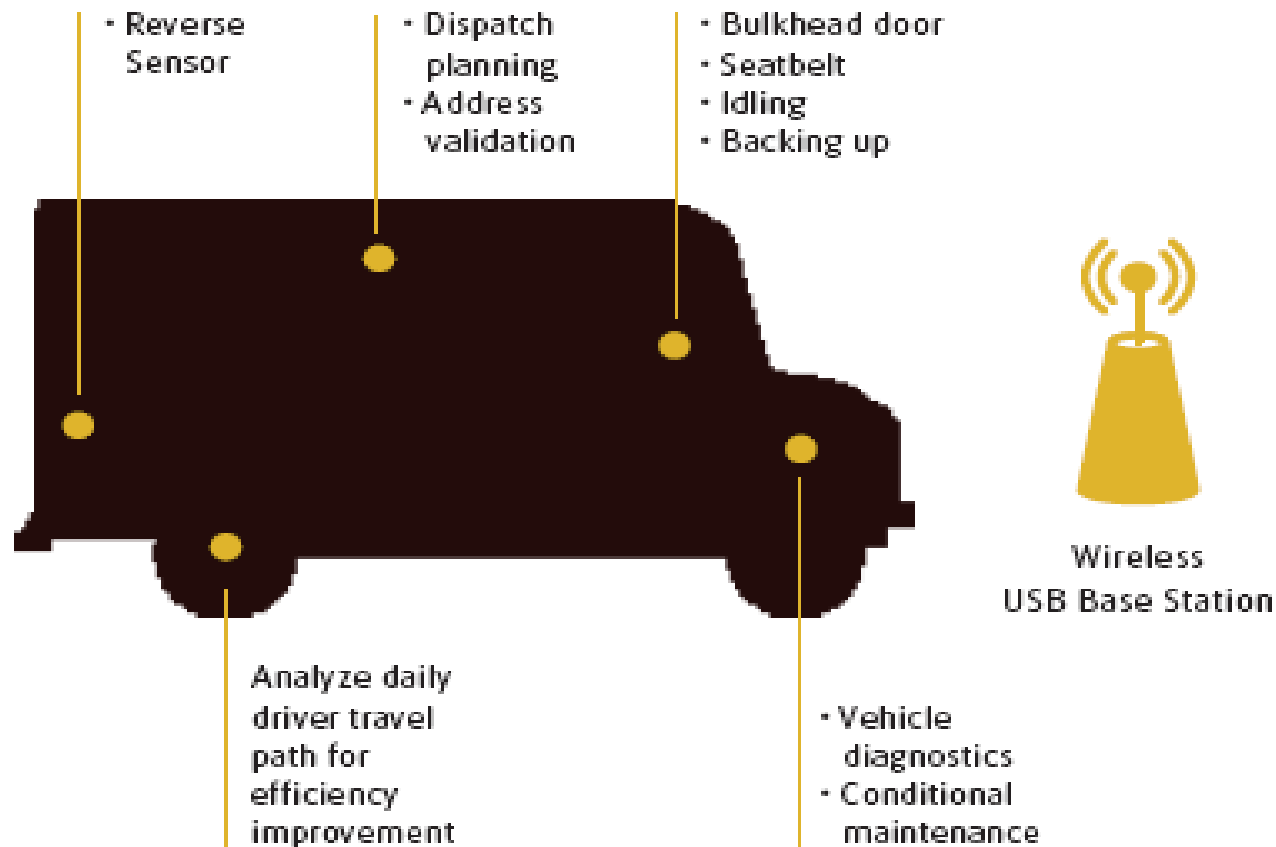 • Reverse
Sensor
• Dispatch
planning
• Address
validation
• Bulkhead door
• Seatbelt
• Idling
• Backing up
Wireless
USB Base Station
Analyze daily
driver travel
path for
efficiency
improvement
• Vehicle
diagnostics
• Conditional
maintenance